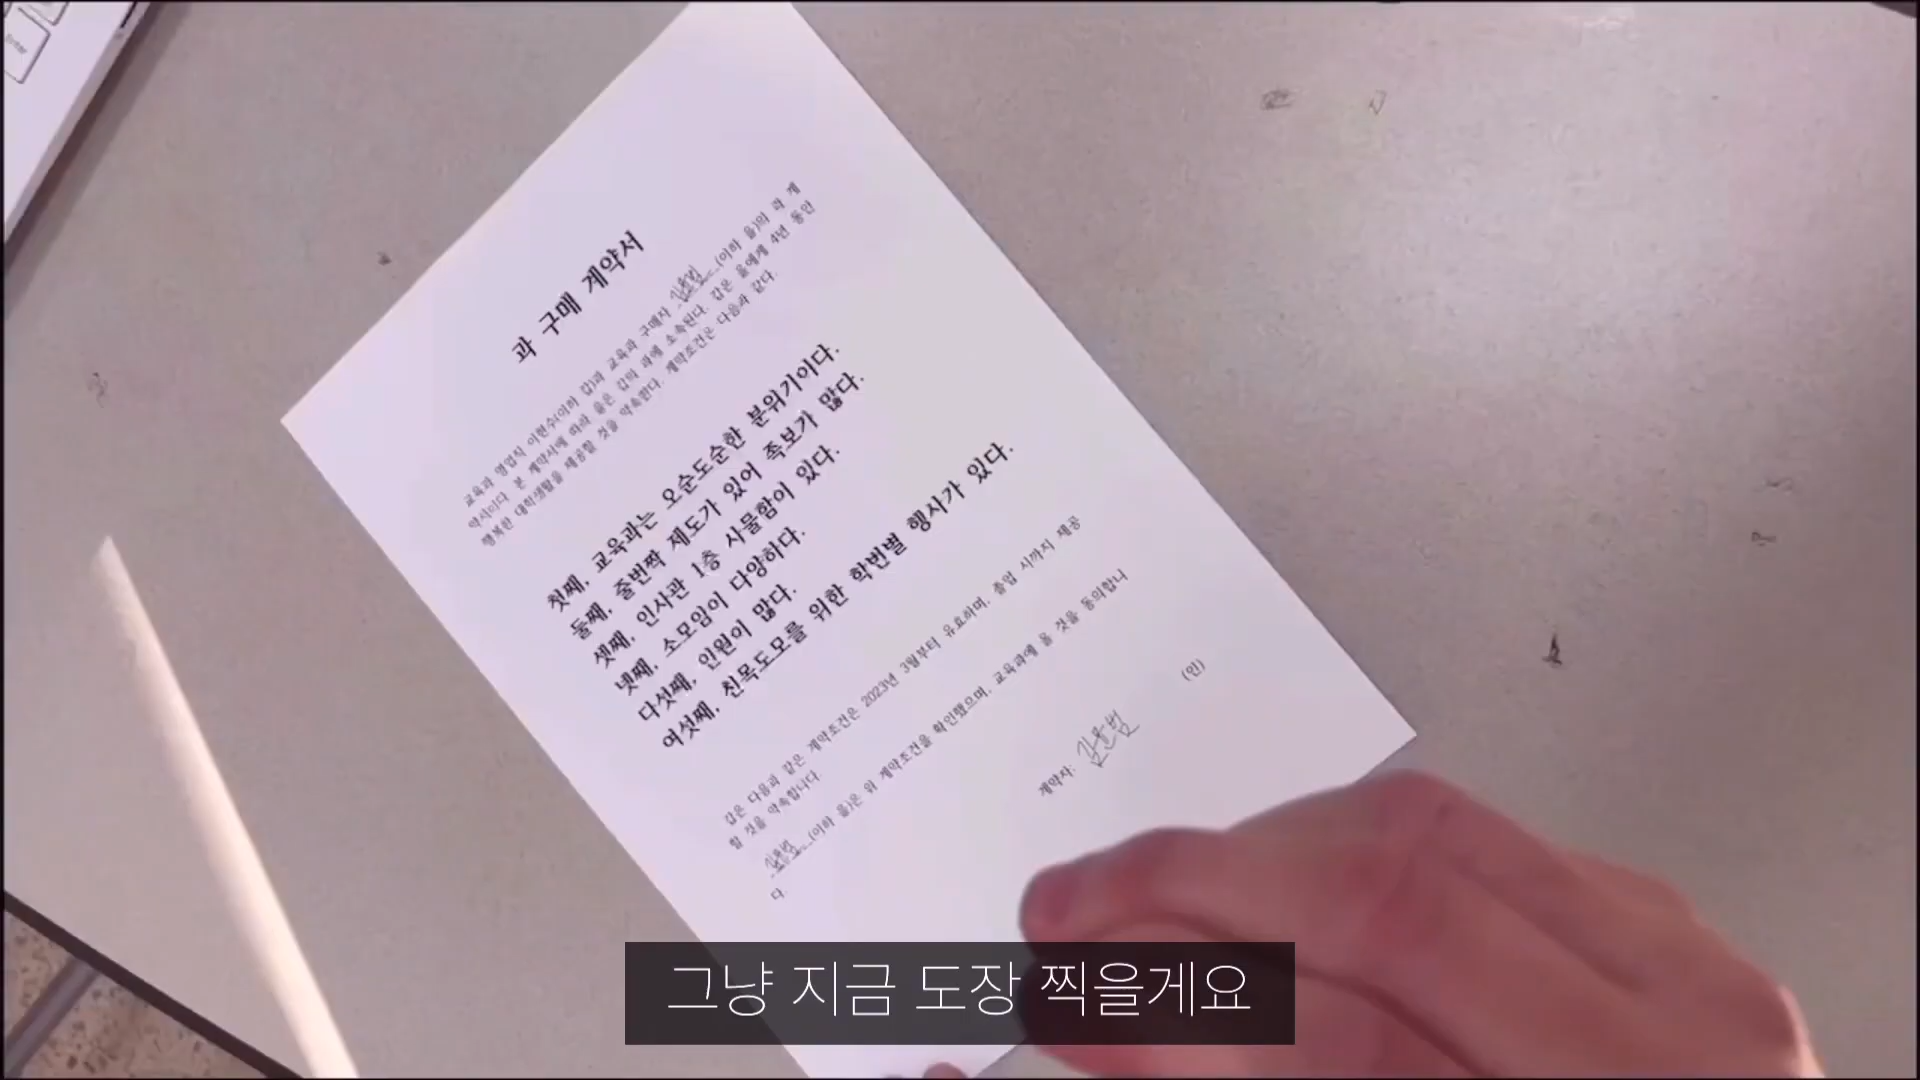 과 구매 계약서
교육과 영업직 이현수(이하 갑)과 교육과 구매자 김윤범(이하 을)의 과 계
약서이다. 본 계약서에 따라 을은 갑의 과에 소속된다. 갑은 을에게 4년 동안
행복한 대학생활을 제공할 것을 약속한다. 계약조건은 다음과 같다.
첫째, 교육과는 오순도순한 분위기이다.
둘째, 줄번짝 제도가 있어 족보가 많다.
셋째, 인사관 1층 사물함이 있다.
넷째, 소모임이 다양하다.
다섯째, 인원이 많다.
여섯째, 친목도모를 위한 학번별 행사가 있다.
갑은 다음과 같은 계약조건은 2023년 3월부터 유효하며, 졸업 시까지 제공
할 것을 약속합니다.
김윤범(이하 을)은 위 계약조건을 확인했으며, 교육과에 올 것을 동의합니
다.
계약자: 김윤범 (인)
그냥 지금 도장 찍을게요